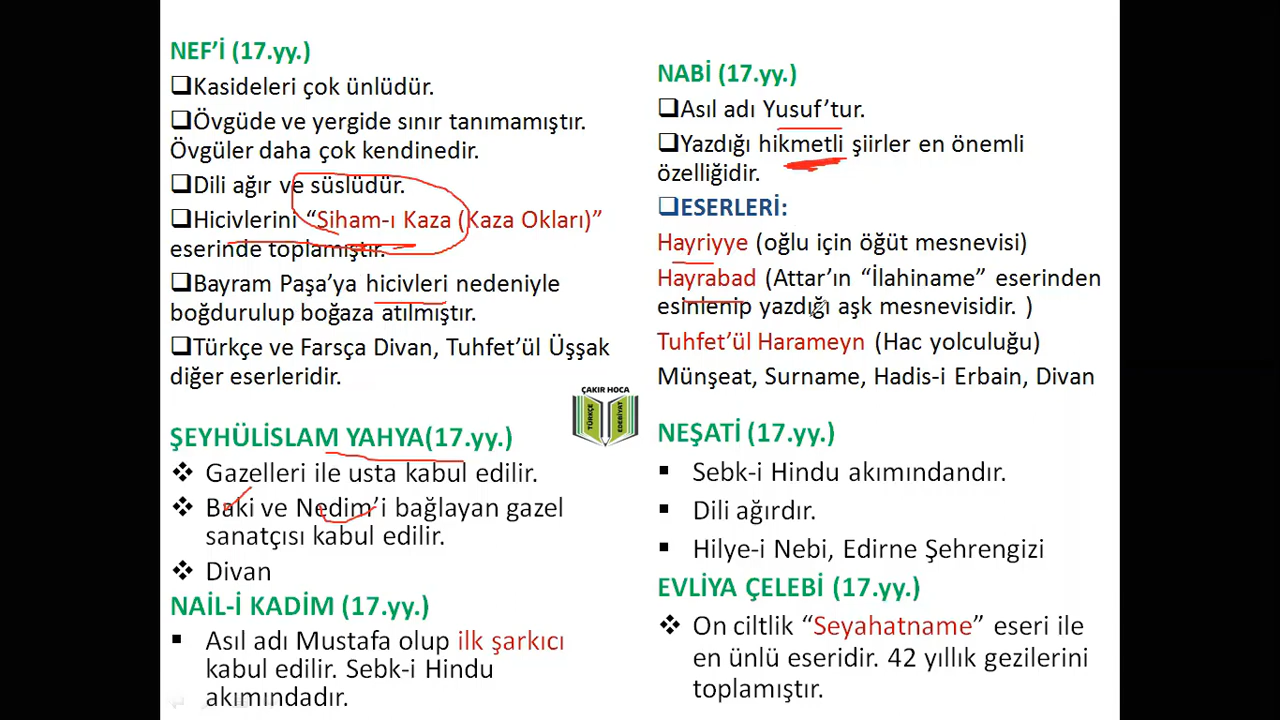 NEF’İ (17.yy.)
Kasideleri çok ünlüdür.
Övgüde ve yergide sınır tanımamıştır.
Övgüler daha çok kendinedir.
Dili ağır ve süslüdür.
Hicivlerini “Siham-ı Kaza (Kaza Okları)”
eserinde toplamıştır.
Bayram Paşa’ya hicivleri nedeniyle
boğdurulup boğaza atılmıştır.
Türkçe ve Farsça Divan, Tuhfet’ül Üşşak
diğer eserleridir.
ŞEYHÜLİSLAM YAHYA(17.yy.)
Gazelleri ile usta kabul edilir.
Baki ve Nedim’i bağlayan gazel
sanatçısı kabul edilir.
Divan
NAİL-İ KADİM (17.yy.)
Asıl adı Mustafa olup ilk şarkıcı
kabul edilir. Sebk-i Hindu
akımındadır.
ÇAKIR HOCA
TÜRKÇE
EDEBİYAT
NABİ (17.yy.)
Asıl adı Yusuf’tur.
Yazdığı hikmetli şiirler en önemli
özelliğidir.
ESERLERİ:
Hayriyye (oğlu için öğüt mesnevisi)
Hayrabad (Attar’ın “İlahiname” eserinden
esinlenip yazdığı aşk mesnevisidir. )
Tuhfet’ül Harameyn (Hac yolculuğu)
Münşeat, Surname, Hadis-i Erbain, Divan
NEŞATİ (17.yy.)
Sebk-i Hindu akımındandır.
Dili ağırdır.
Hilye-i Nebi, Edirne Şehrengizi
EVLİYA ÇELEBİ (17.yy.)
On ciltlik “Seyahatname” eseri ile
en ünlü eseridir. 42 yıllık gezilerini
toplamıştır.